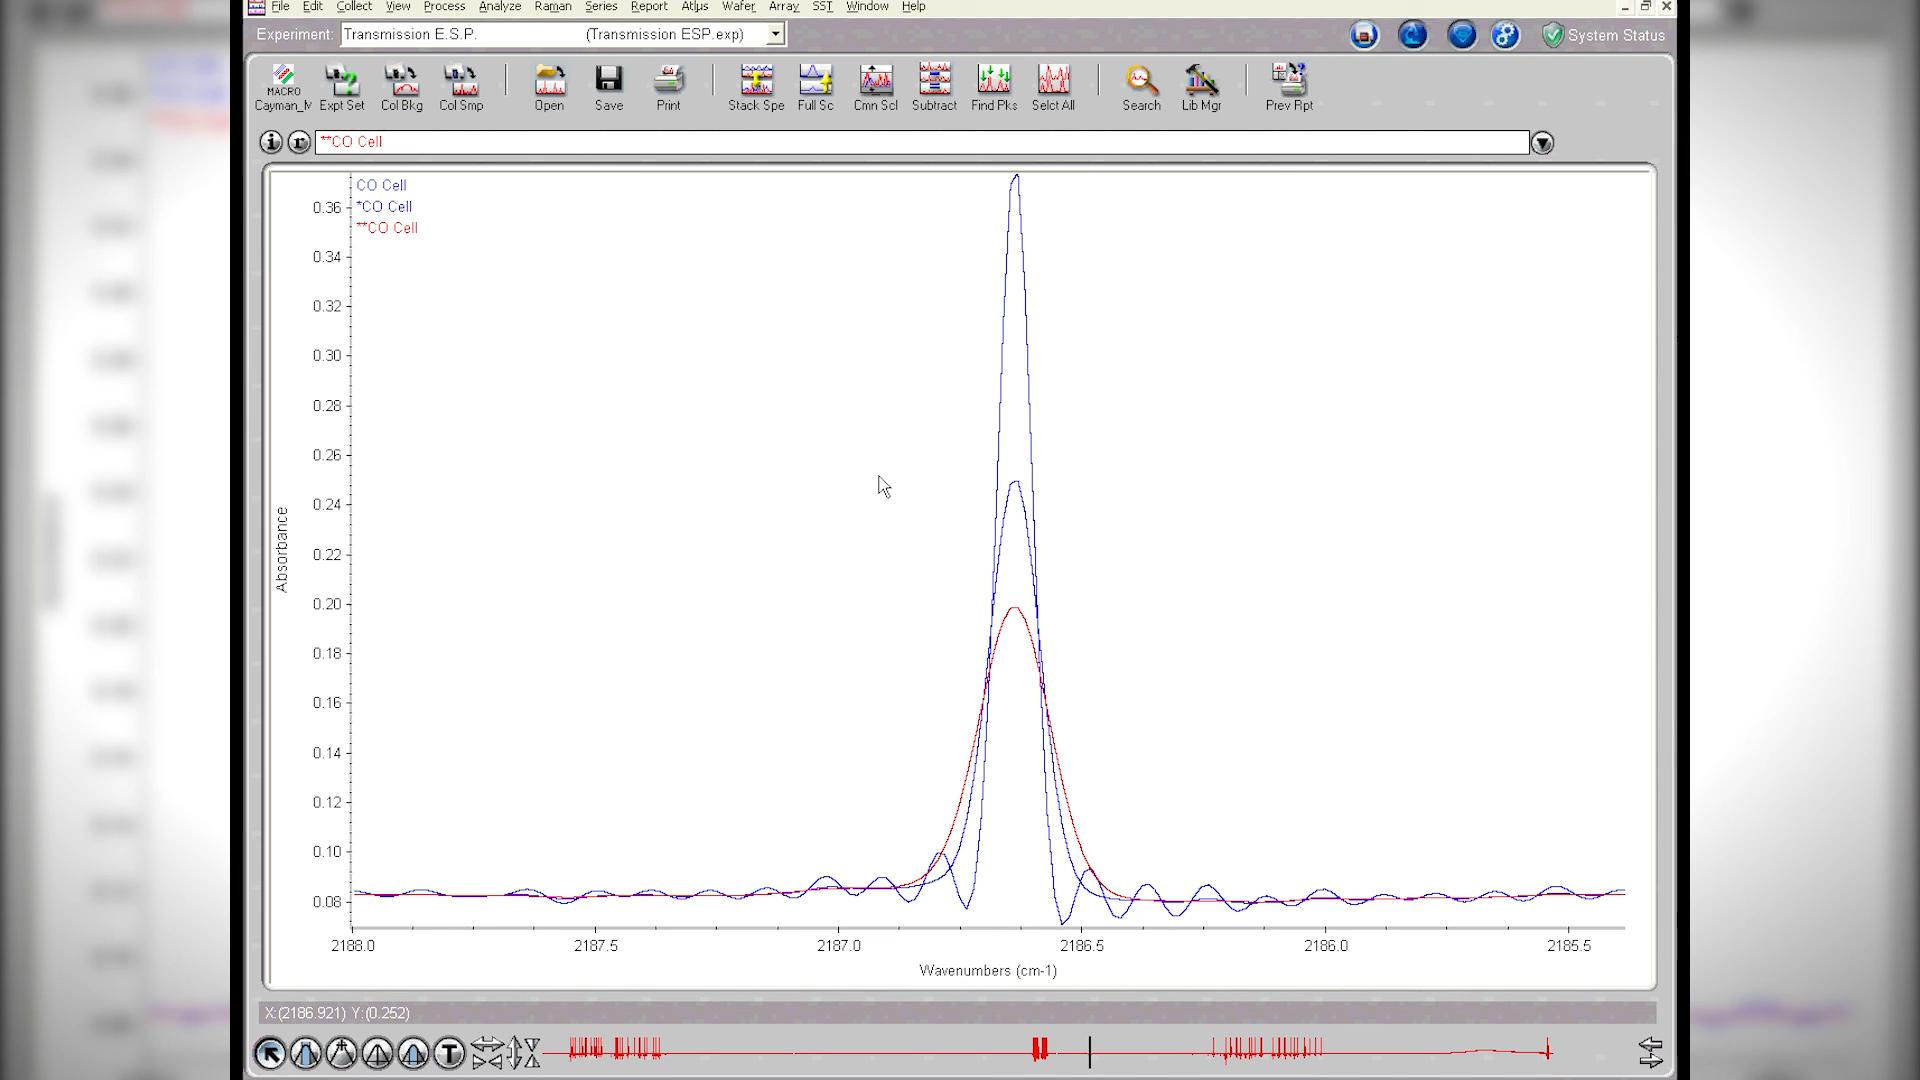 File Edit Collect View Process Analyze Raman Series Report Atlμs Wafer Array SST Window Help
Experiment: Transmission E.S.P. (Transmission ESP.exp) System Status
MACRO
Cayman_M Expt Set Col Bkg Col Smp Open Save Print Stack Spe Full Sc Cmn Scl Subtract Find Pks Selct All Search Lib Mgr Prev Rpt
**CO Cell
CO Cell
*CO Cell
**CO Cell
0.36
0.34
0.32
0.30
0.28
0.26
0.24
0.22
0.20
0.18
0.16
0.14
0.12
0.10
0.08
Absorbance
2188.0 2187.5 2187.0 2186.5 2186.0 2185.5
Wavenumbers (cm-1)
X:(2186.921) Y:(0.252)
T